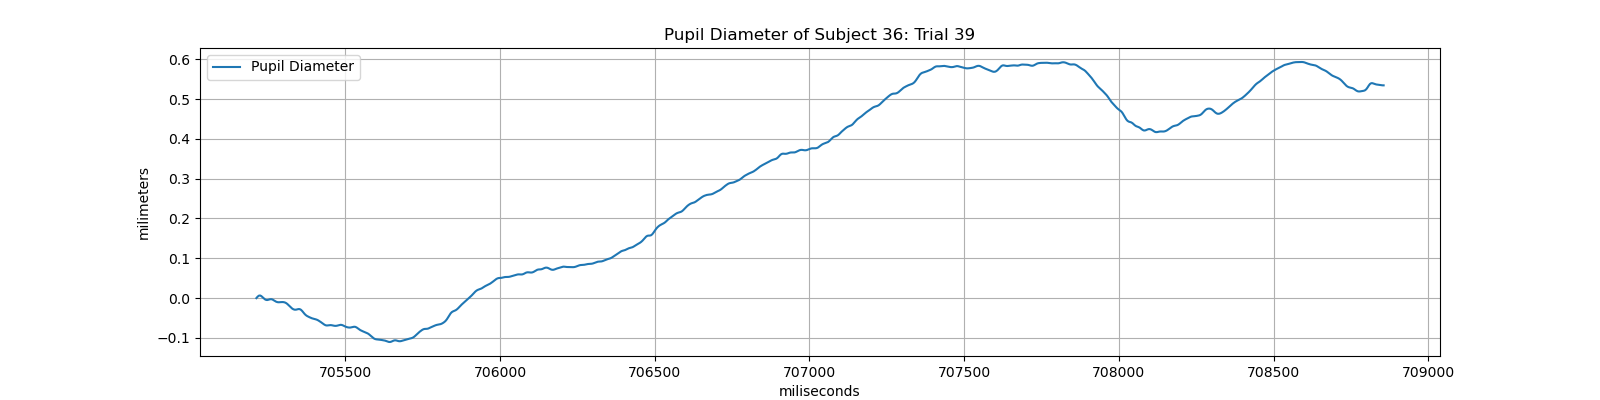 Pupil Diameter of Subject 36: Trial 39
Pupil Diameter
0.6
0.5
0.4
0.3
0.2
0.1
0.0
−0.1
milimeters
705500 706000 706500 707000 707500 708000 708500 709000
miliseconds